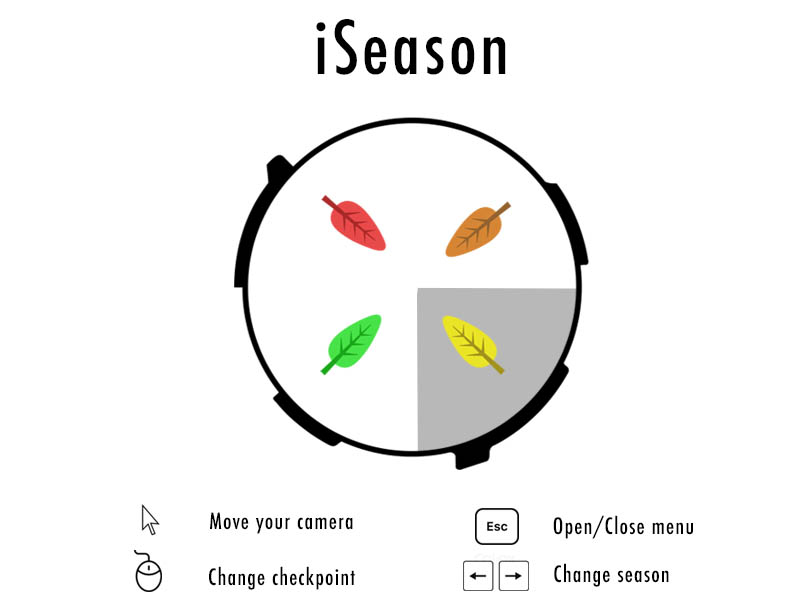 iSeason
Move your camera
Esc
Open/Close menu
Change checkpoint
← →
Change season